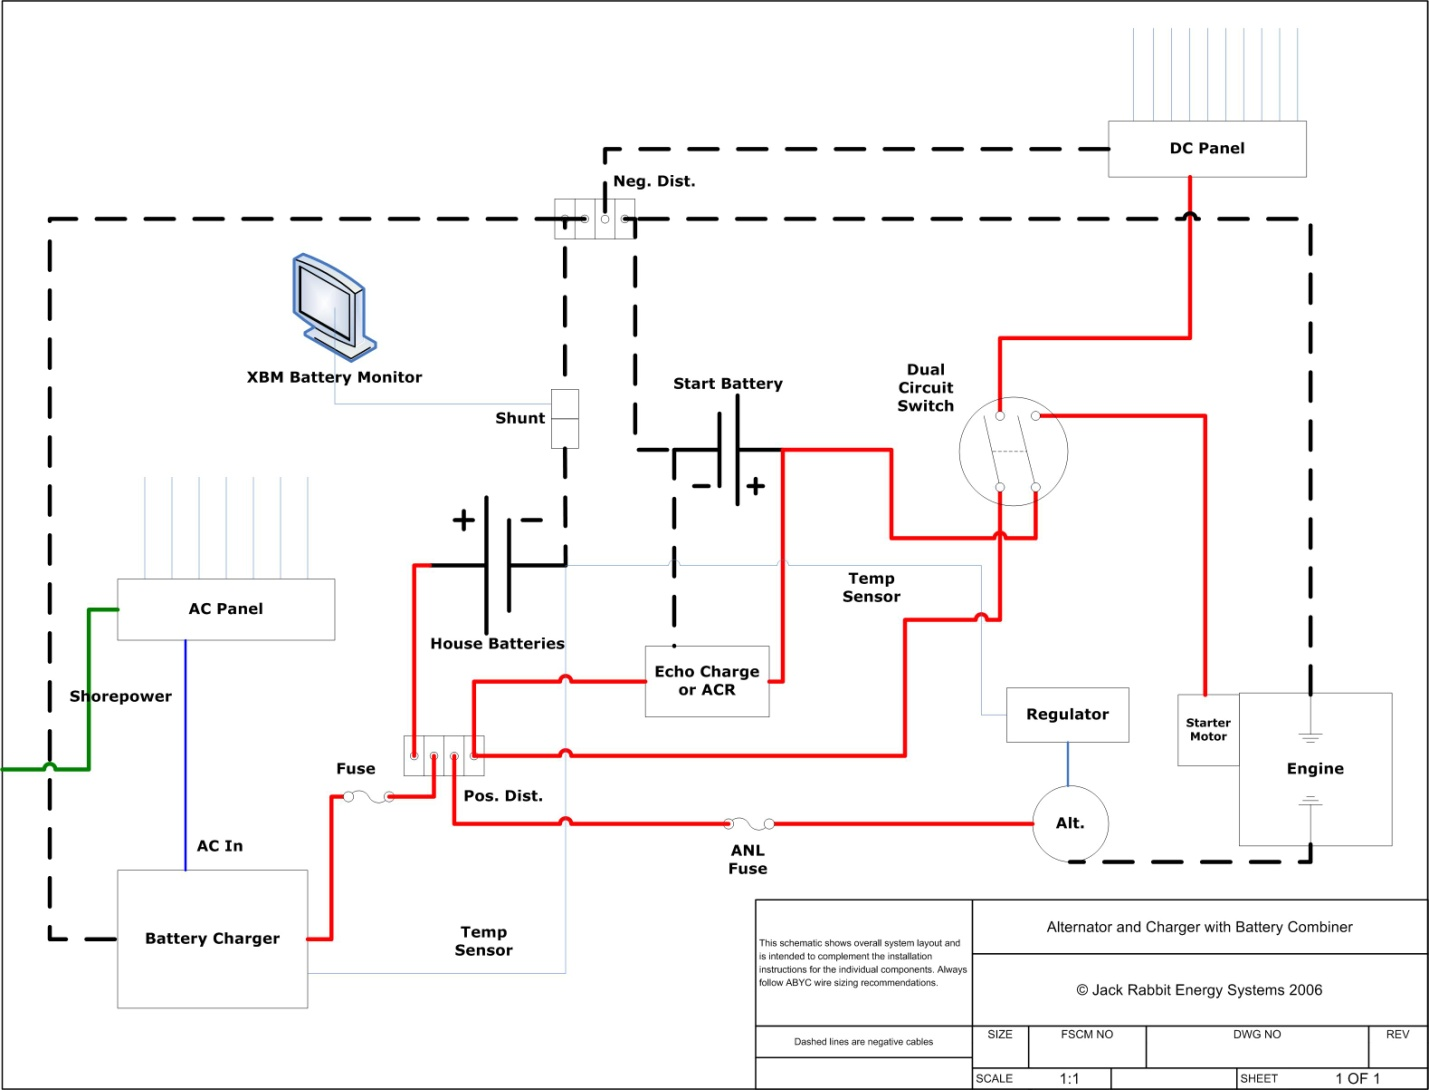 DC Panel
Neg. Dist.
XBM Battery Monitor
Shunt
Start Battery
Dual
Circuit
Switch
AC Panel
House Batteries
Temp
Sensor
Echo Charge
or ACR
Shorepower
Regulator
Starter
Motor
Engine
Fuse
Pos. Dist.
Alt.
ANL
Fuse
AC In
Battery Charger
Temp
Sensor
This schematic shows overall system layout and
is intended to complement the installation
instructions for the individual components. Always
follow ABYC wire sizing recommendations.
Dashed lines are negative cables
Alternator and Charger with Battery Combiner
© Jack Rabbit Energy Systems 2006
SIZE FSCM NO DWG NO REV
SCALE 1:1 SHEET 1 OF 1